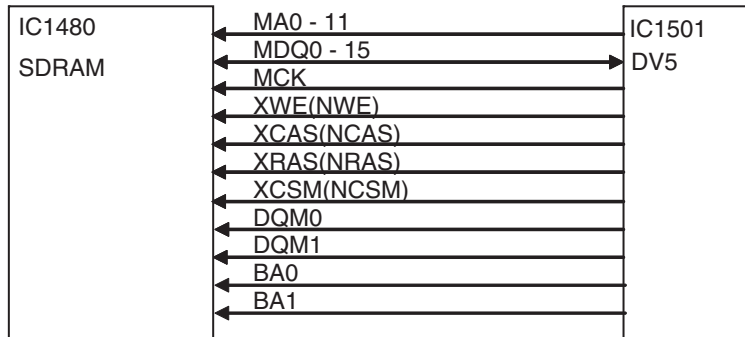 IC1480
SDRAM
MA0 - 11
MDQ0 - 15
MCK
XWE(NWE)
XCAS(NCAS)
XRAS(NRAS)
XCSM(NCSM)
DQM0
DQM1
BA0
BA1
IC1501
DV5